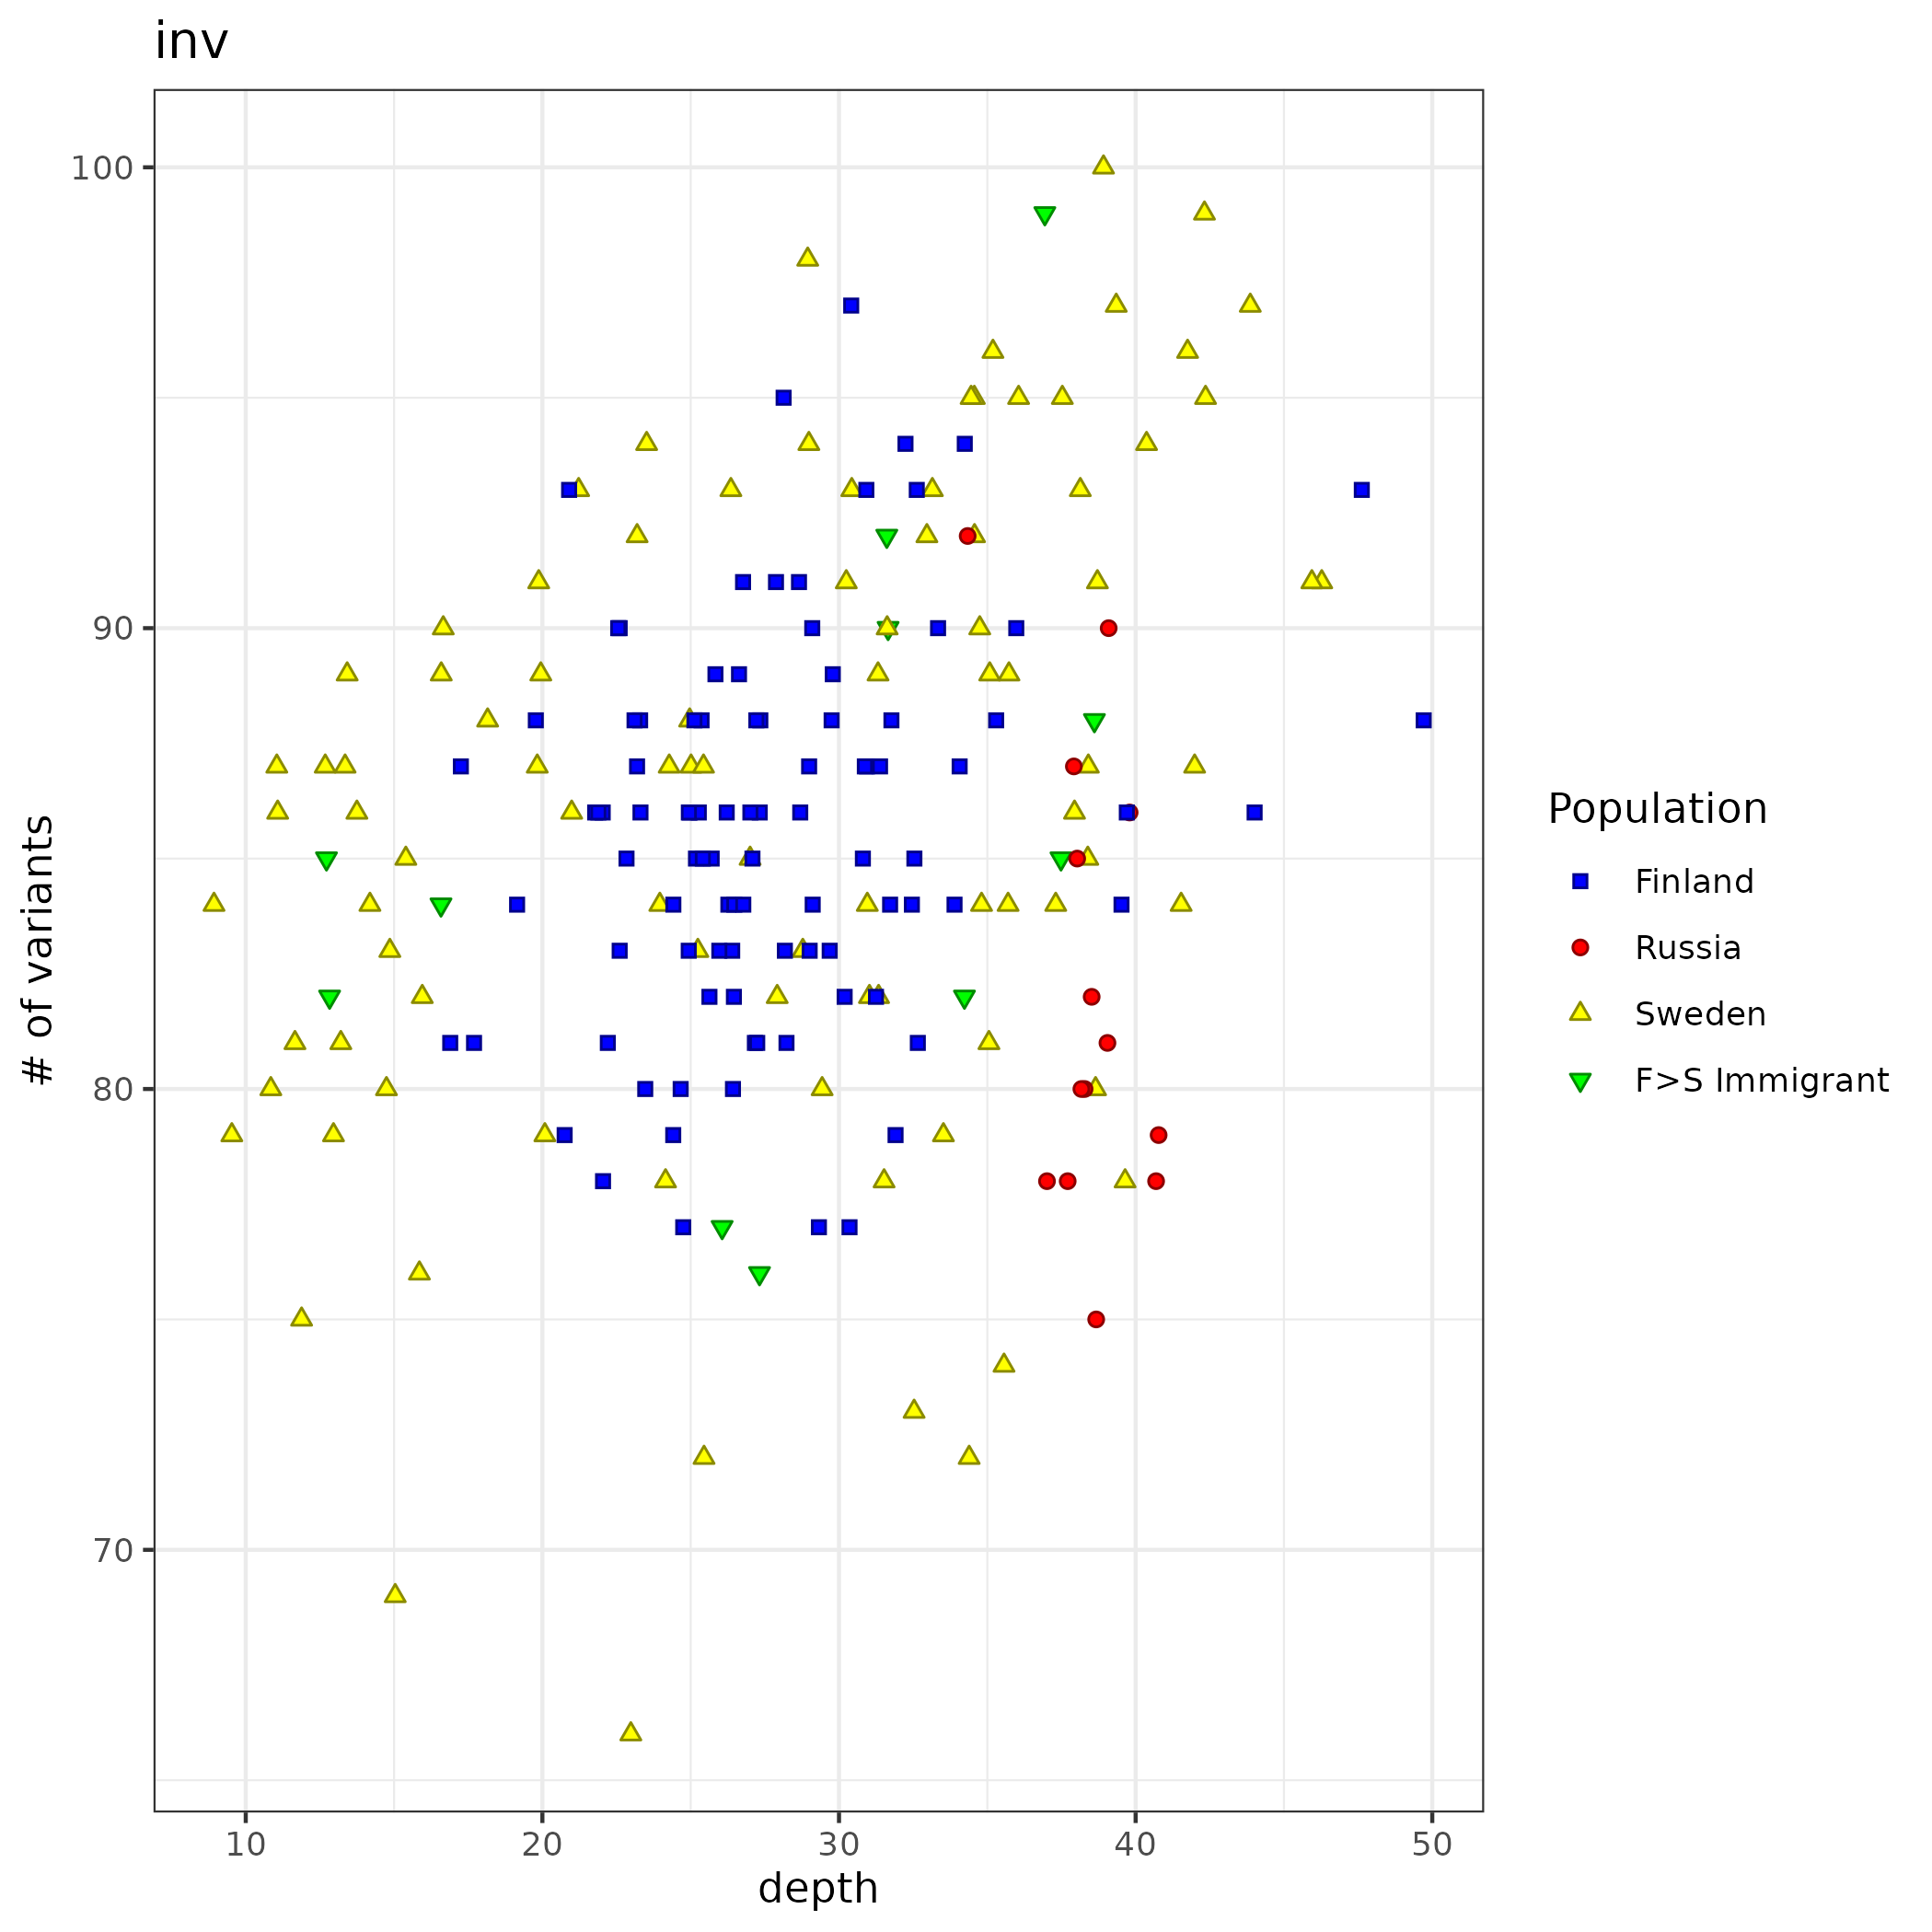 inv
100
90
80
70
# of variants
10 20 30 40 50
depth
Population
Finland
Russia
Sweden
F>S Immigrant